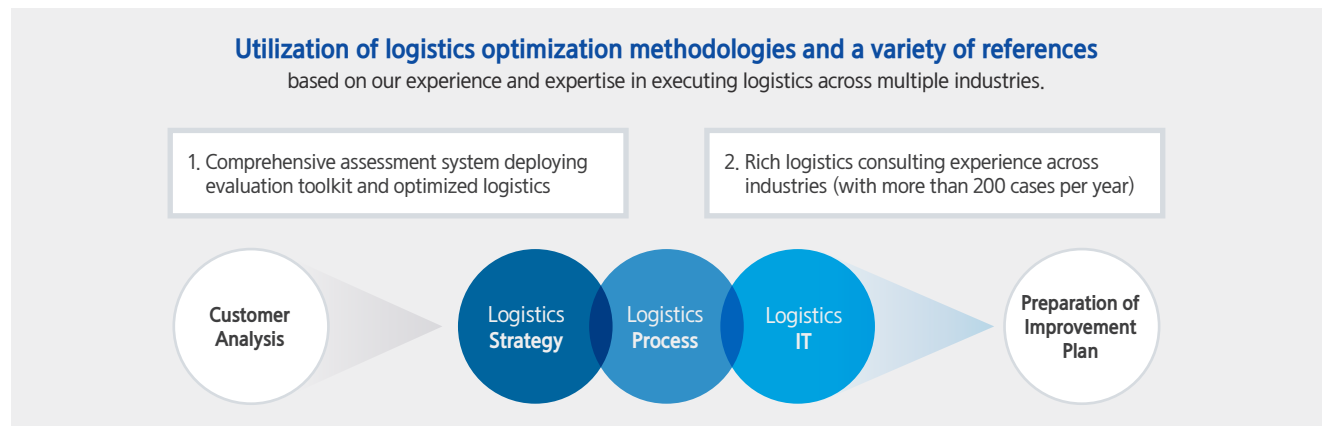 Utilization of logistics optimization methodologies and a variety of references
based on our experience and expertise in executing logistics across multiple industries.
1. Comprehensive assessment system deploying
evaluation toolkit and optimized logistics
2. Rich logistics consulting experience across
industries (with more than 200 cases per year)
Customer
Analysis
Logistics
Strategy
Logistics
Process
Logistics
IT
Preparation of
Improvement
Plan